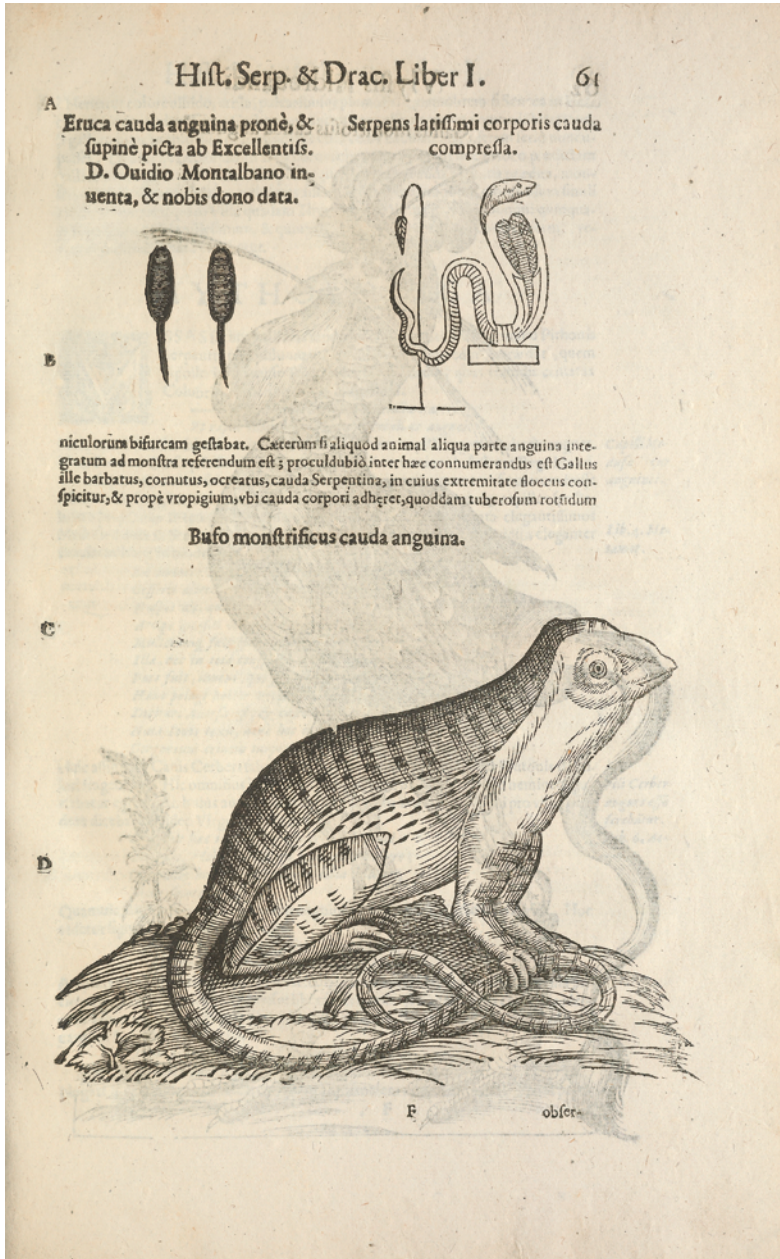 Hist. Serp. & Drac. Liber I. 61
A
Eruca cauda anguina pronè, &
supinè picta ab Excellentiss.
D. Ouidio Montalbano in-
uenta, & nobis dono data.
Serpens latissimi corporis cauda
compressa.
B
niculorum bifurcam gestabat. Cæterùm si aliquod animal aliqua parte anguina inte-
gratum ad monstra referendum est; proculdubiò inter hæc connumerandus est Gallus
ille barbatus, cornutus, ocreatus, cauda Serpentina, in cuius extremitate floccus con-
spicitur, & propè vropigium, vbi cauda corpori adhęret, quoddam tuberosum rotūdum
Bufo monstrificus cauda anguina.
C
D
F obser-